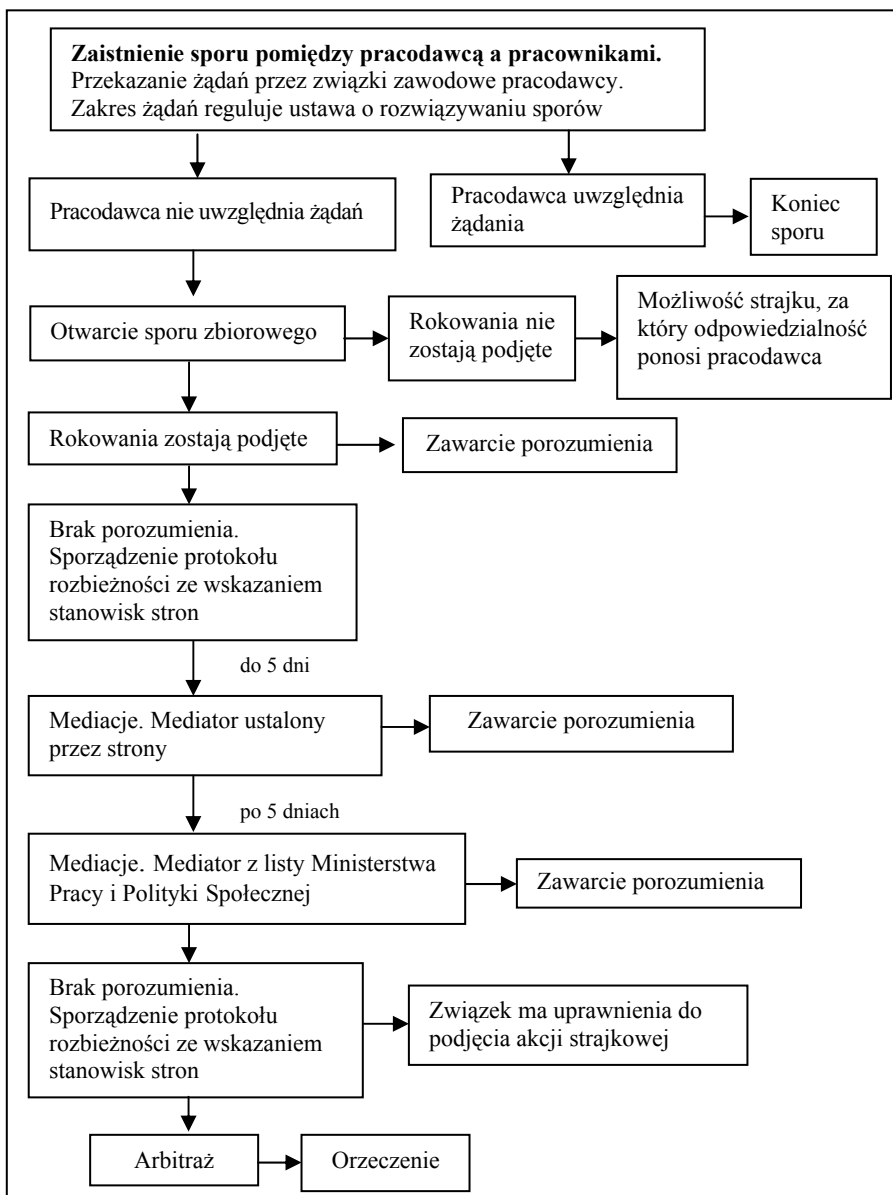 Zaistnienie sporu pomiędzy pracodawcą a pracownikami.
Przekazanie żądań przez związki zawodowe pracodawcy.
Zakres żądań reguluje ustawa o rozwiązywaniu sporów
Pracodawca nie uwzględnia żądań
Pracodawca uwzględnia
żądania
Koniec
sporu
Otwarcie sporu zbiorowego
Rokowania nie
zostają podjęte
Możliwość strajku, za
który odpowiedzialność
ponosi pracodawca
Rokowania zostają podjęte
Zawarcie porozumienia
Brak porozumienia.
Sporządzenie protokołu
rozbieżności ze wskazaniem
stanowisk stron
do 5 dni
Mediacje. Mediator ustalony
przez strony
Zawarcie porozumienia
po 5 dniach
Mediacje. Mediator z listy Ministerstwa
Pracy i Polityki Społecznej
Zawarcie porozumienia
Brak porozumienia.
Sporządzenie protokołu
rozbieżności ze wskazaniem
stanowisk stron
Związek ma uprawnienia do
podjęcia akcji strajkowej
Arbitraż
Orzeczenie